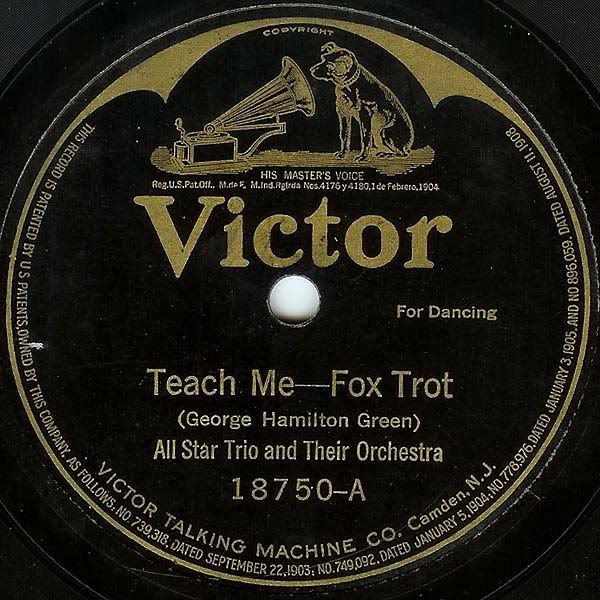 COPYRIGHT
HIS MASTER'S VOICE
Reg.U.S.Pat.Off., M.de F. M.Ind.Rgtrda Nos.4176 y 4180,1 de Febrero,1904
Victor
For Dancing
Teach Me—Fox Trot
(George Hamilton Green)
All Star Trio and Their Orchestra
18750-A
VICTOR TALKING MACHINE CO. Camden, N.J.
THIS RECORD IS PATENTED BY U.S. PATENTS, OWNED BY THIS COMPANY, AS FOLLOWS: NO. 739,318, DATED SEPTEMBER 22, 1903; NO. 749,092, DATED JANUARY 5, 1904; NO. 778,976, DATED JANUARY 3, 1905, AND NO 896,059, DATED AUGUST 11, 1908